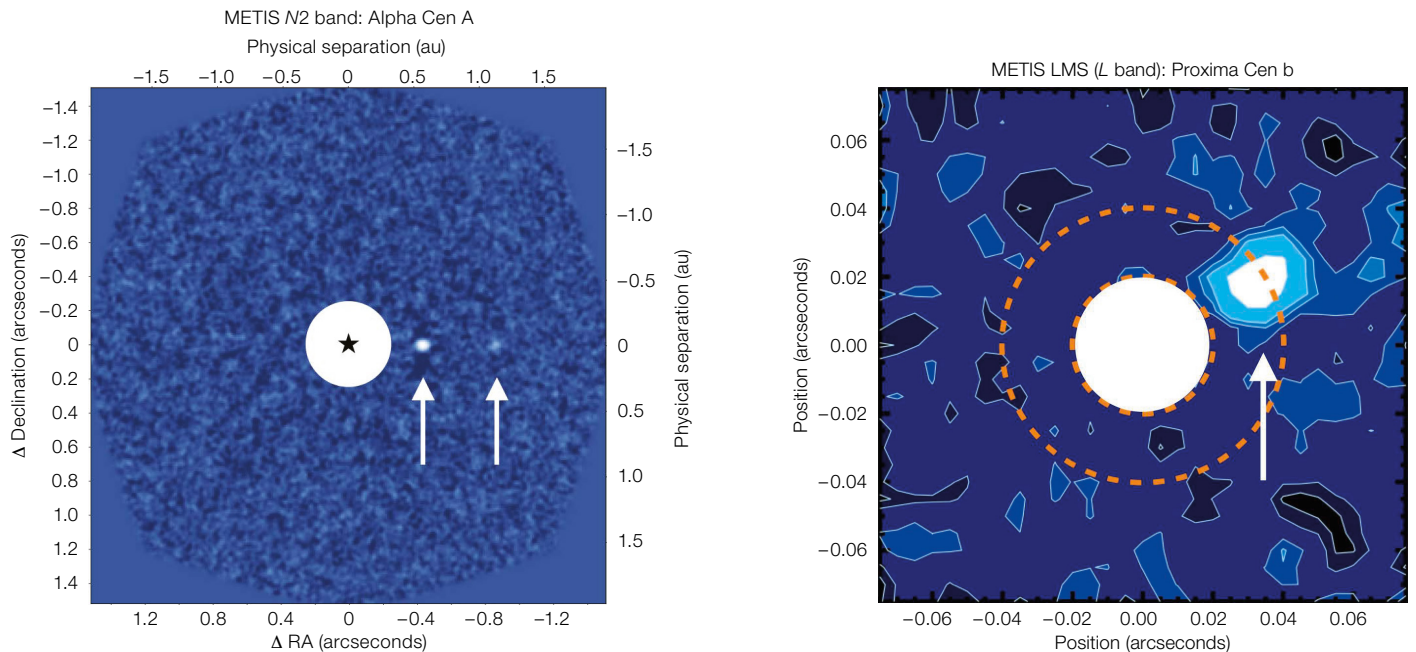 METIS N2 band: Alpha Cen A
Physical separation (au)
−1.5 −1.0 −0.5 0 0.5 1.0 1.5
−1.4
−1.2
−1.0
−0.8
−0.6
−0.4
−0.2
0
0.2
0.4
0.6
0.8
1.0
1.2
1.4
Δ Declination (arcseconds)
−1.5
−1.0
−0.5
0
0.5
1.0
1.5
Physical separation (au)
1.2 0.8 0.4 0.0 −0.4 −0.8 −1.2
Δ RA (arcseconds)
METIS LMS (L band): Proxima Cen b
0.06
0.04
0.02
0.00
−0.02
−0.04
−0.06
Position (arcseconds)
−0.06 −0.04 −0.02 0.00 0.02 0.04 0.06
Position (arcseconds)